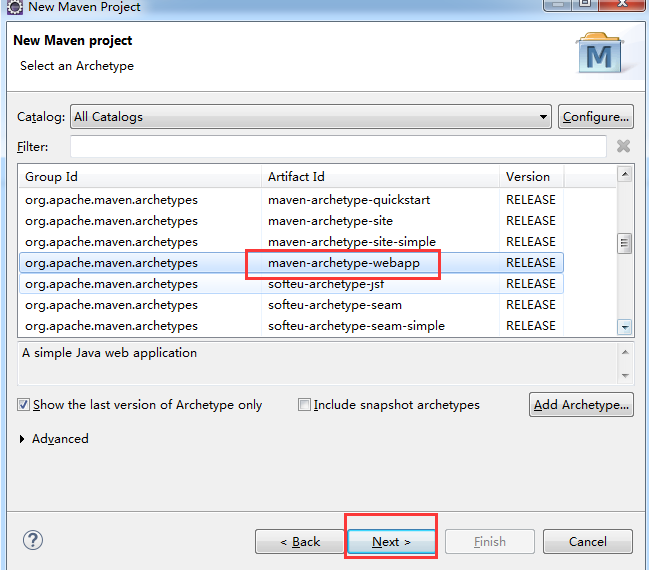 New Maven Project
New Maven project
Select an Archetype
M
Catalog: All Catalogs Configure...
Filter:
Group Id Artifact Id Version
org.apache.maven.archetypes maven-archetype-quickstart RELEASE
org.apache.maven.archetypes maven-archetype-site RELEASE
org.apache.maven.archetypes maven-archetype-site-simple RELEASE
org.apache.maven.archetypes maven-archetype-webapp RELEASE
org.apache.maven.archetypes softeu-archetype-jsf RELEASE
org.apache.maven.archetypes softeu-archetype-seam RELEASE
org.apache.maven.archetypes softeu-archetype-seam-simple RELEASE
A simple Java web application
Show the last version of Archetype only Include snapshot archetypes Add Archetype...
Advanced
? < Back Next > Finish Cancel